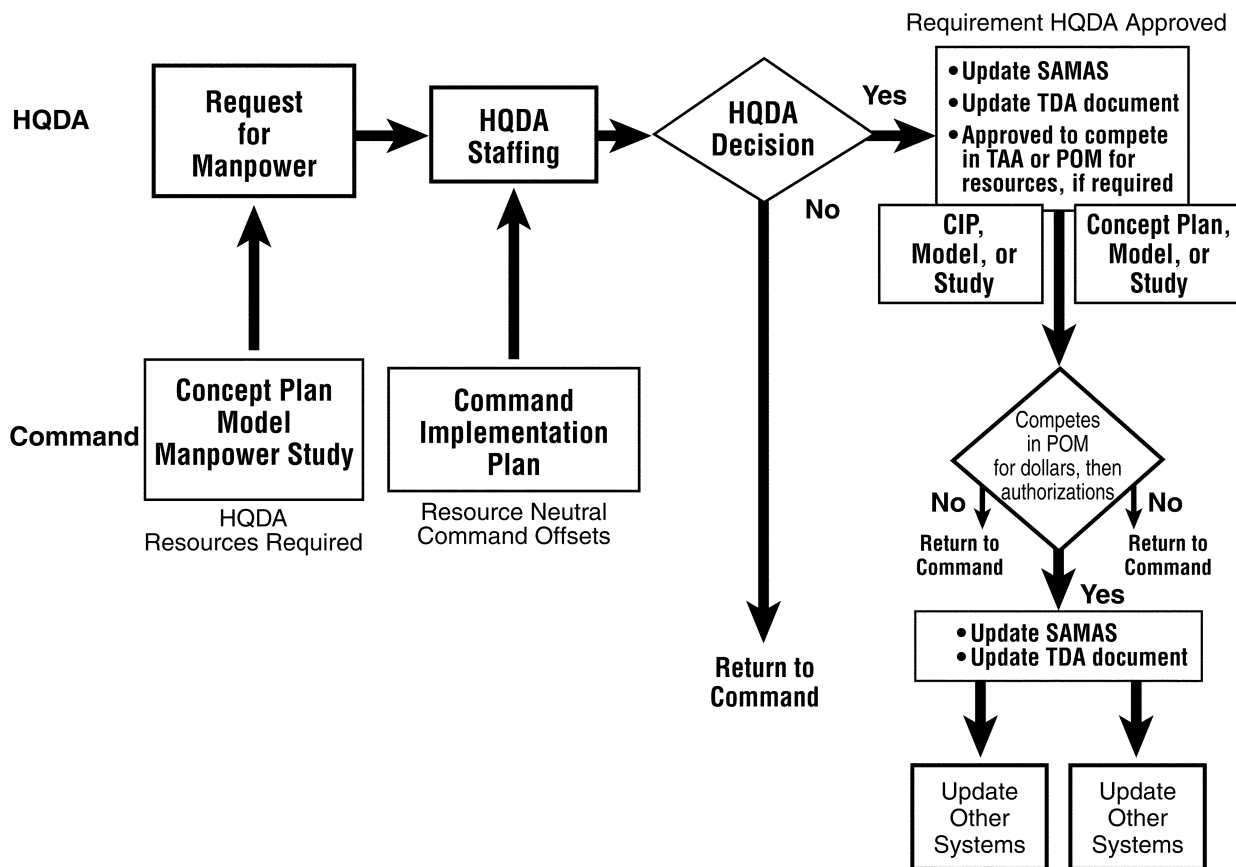 Requirement HQDA Approved
HQDA
Request
for
Manpower
HQDA
Staffing
HQDA
Decision
Yes
No
• Update SAMAS
• Update TDA document
• Approved to compete
in TAA or POM for
resources, if required
CIP,
Model, or
Study
Concept Plan,
Model, or
Study
Command
Concept Plan
Model
Manpower Study
HQDA
Resources Required
Command
Implementation
Plan
Resource Neutral
Command Offsets
Competes
in POM
for dollars, then
authorizations
No
Return to
Command
No
Return to
Command
Yes
Return to
Command
• Update SAMAS
• Update TDA document
Update
Other
Systems
Update
Other
Systems